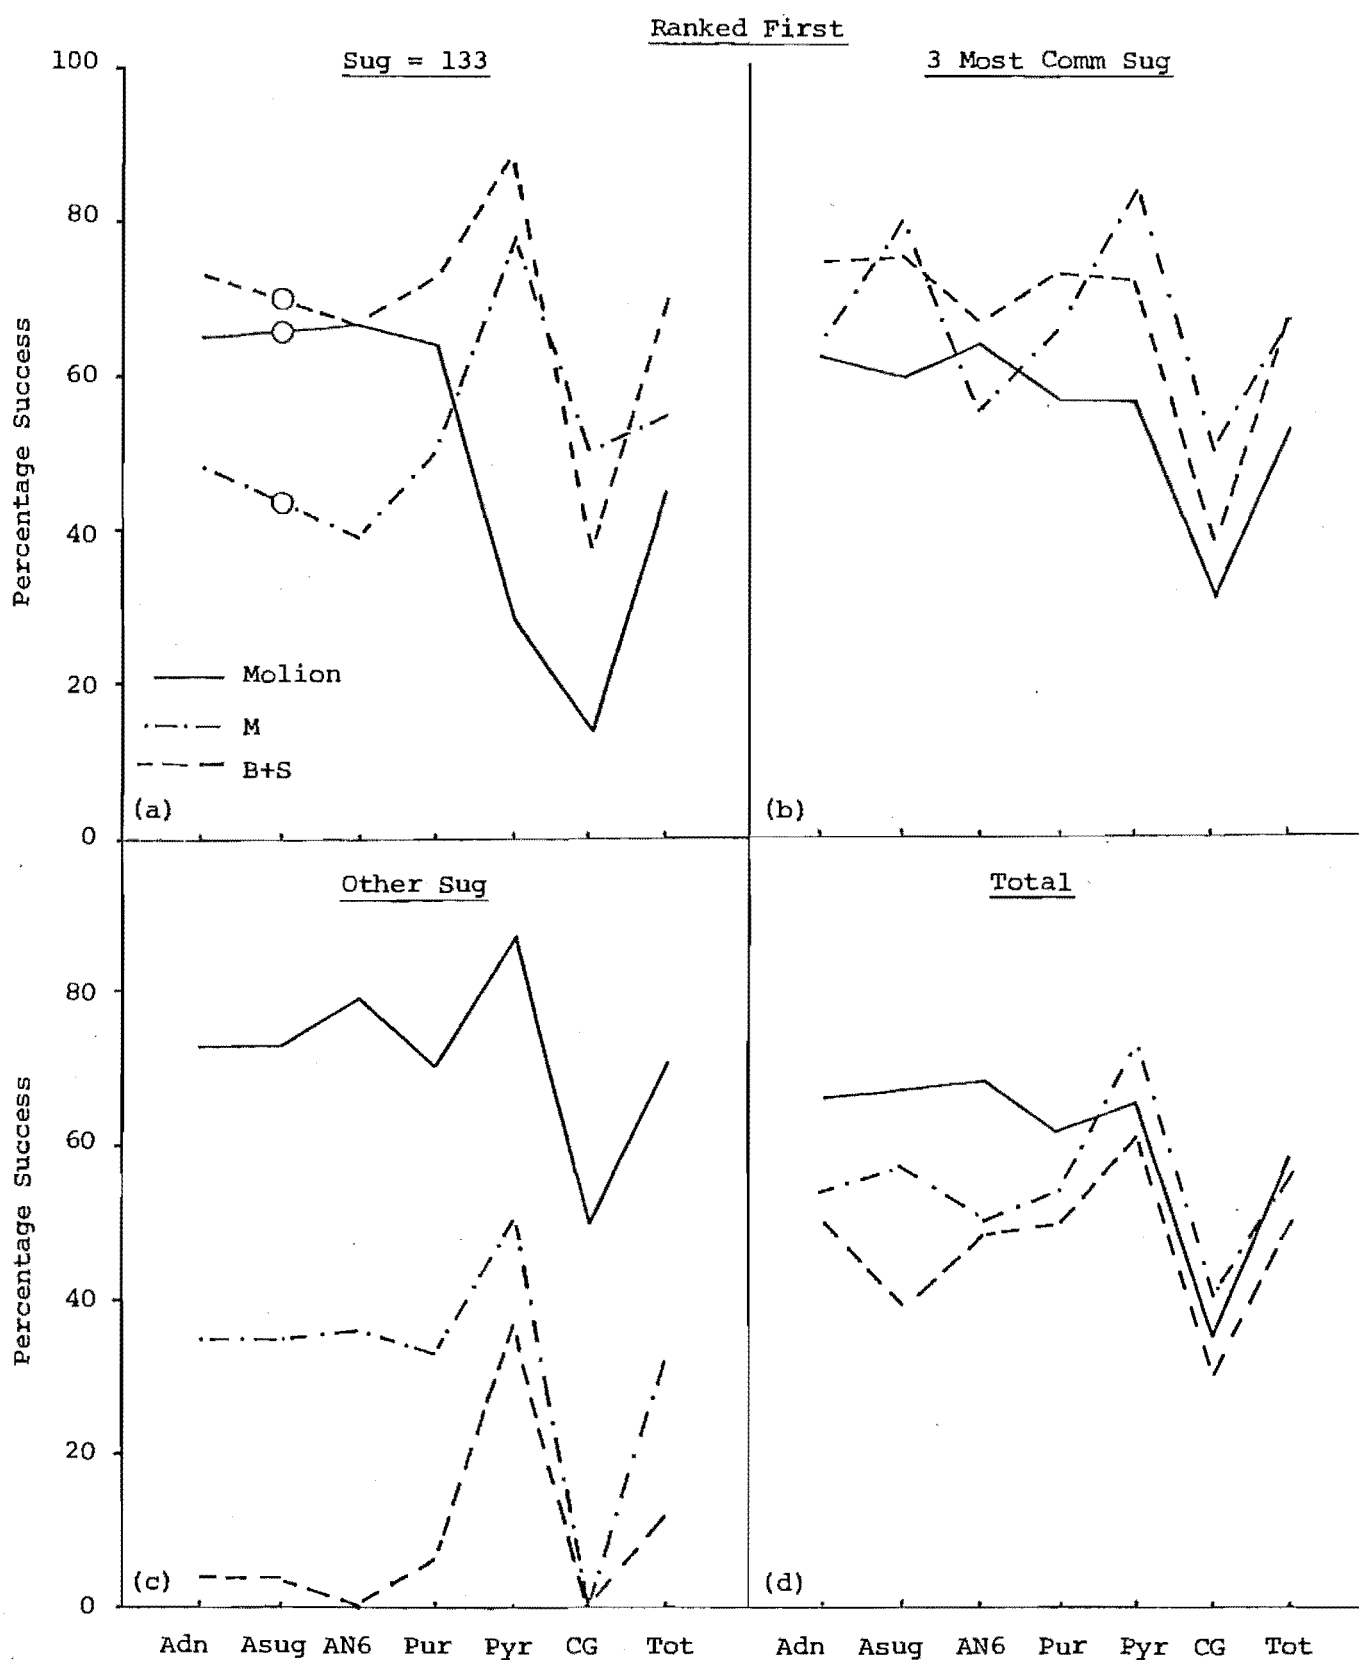 Ranked First
Sug = 133
3 Most Comm Sug
100
80
60
40
20
0
Percentage Success
Molion
M
B+S
(a)
(b)
Other Sug
Total
80
60
40
20
0
Percentage Success
(c)
(d)
Adn Asug AN6 Pur Pyr CG Tot
Adn Asug AN6 Pur Pyr CG Tot